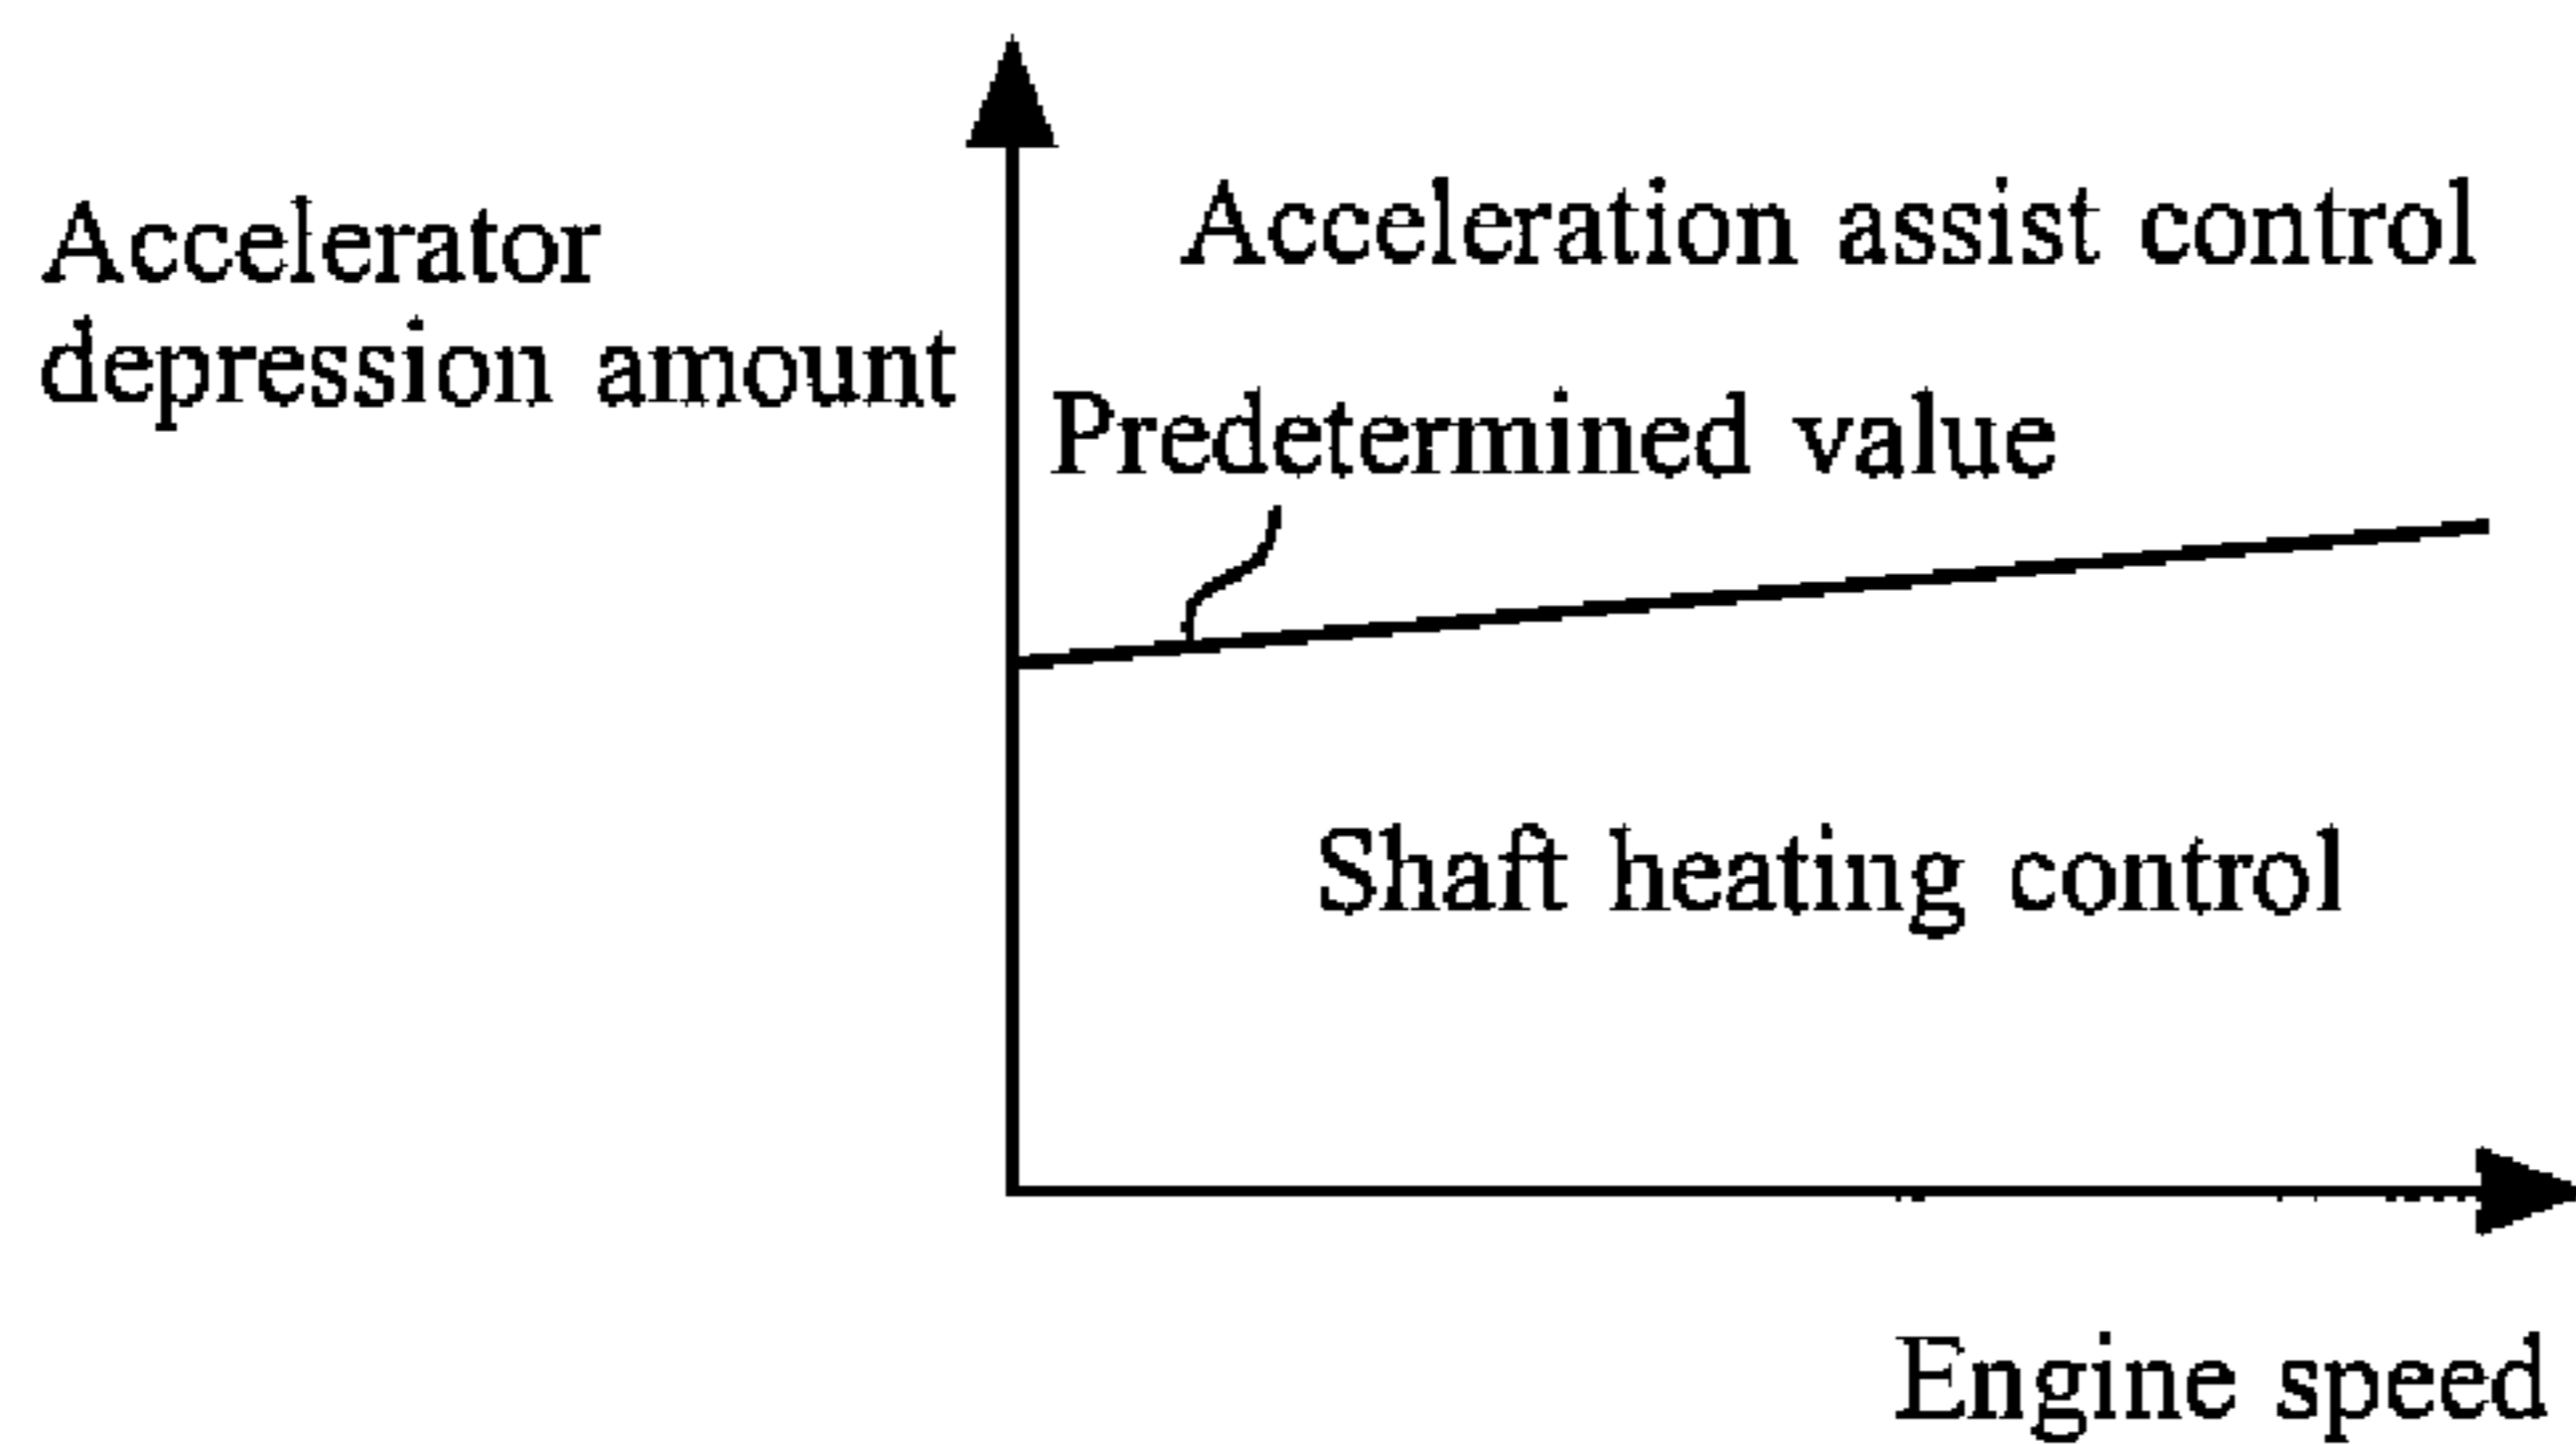 Accelerator
depression amount
Acceleration assist control
Predetermined value
Shaft heating control
Engine speed